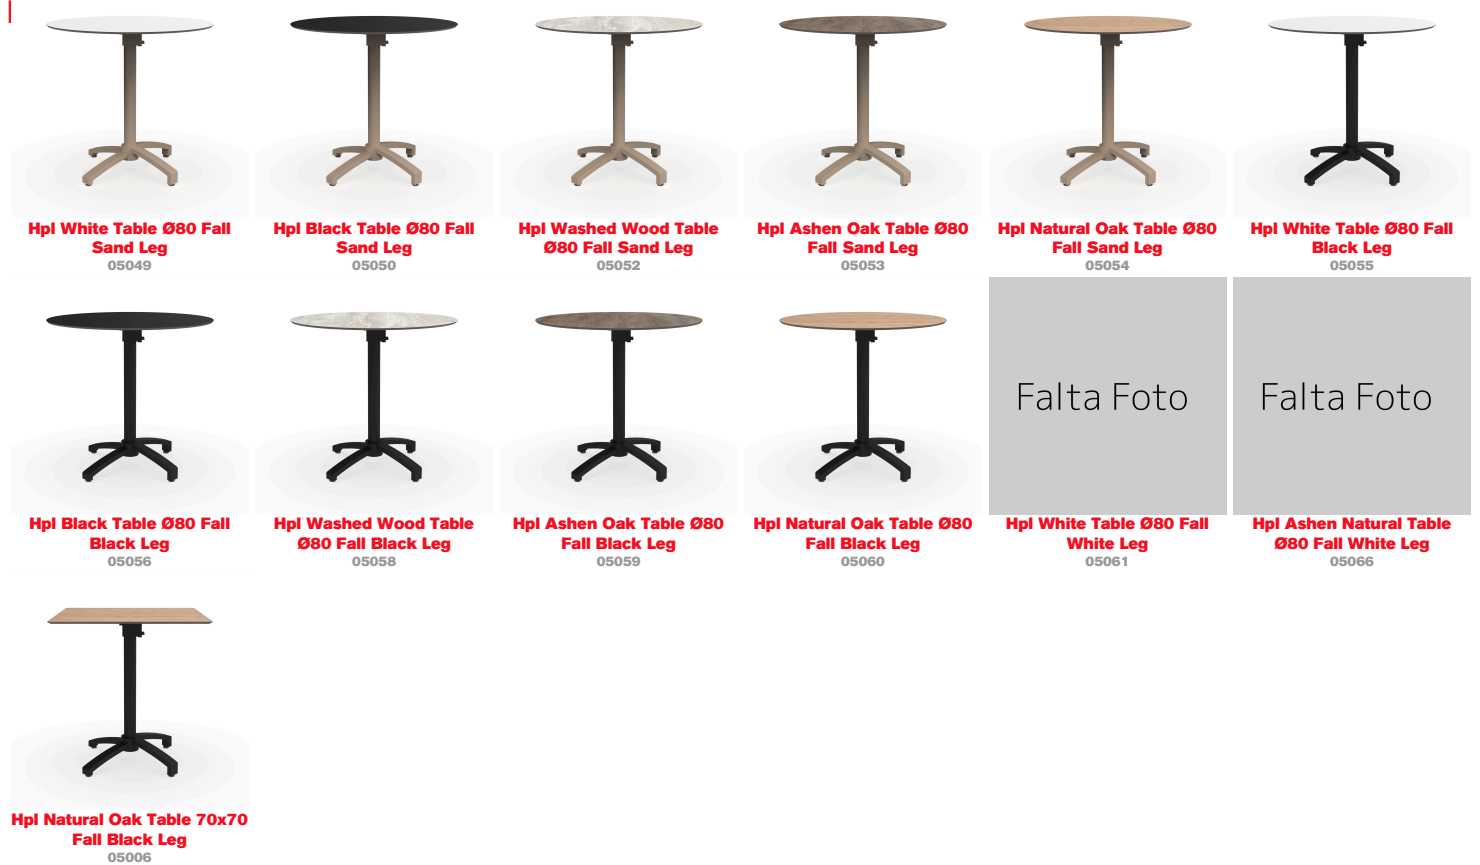 Hpl White Table Ø80 Fall
Sand Leg
05049
Hpl Black Table Ø80 Fall
Sand Leg
05050
Hpl Washed Wood Table
Ø80 Fall Sand Leg
05052
Hpl Ashen Oak Table Ø80
Fall Sand Leg
05053
Hpl Natural Oak Table Ø80
Fall Sand Leg
05054
Hpl White Table Ø80 Fall
Black Leg
05055
Hpl Black Table Ø80 Fall
Black Leg
05056
Hpl Washed Wood Table
Ø80 Fall Black Leg
05058
Hpl Ashen Oak Table Ø80
Fall Black Leg
05059
Hpl Natural Oak Table Ø80
Fall Black Leg
05060
Falta Foto
Hpl White Table Ø80 Fall
White Leg
05061
Falta Foto
Hpl Ashen Natural Table
Ø80 Fall White Leg
05066
Hpl Natural Oak Table 70x70
Fall Black Leg
05006